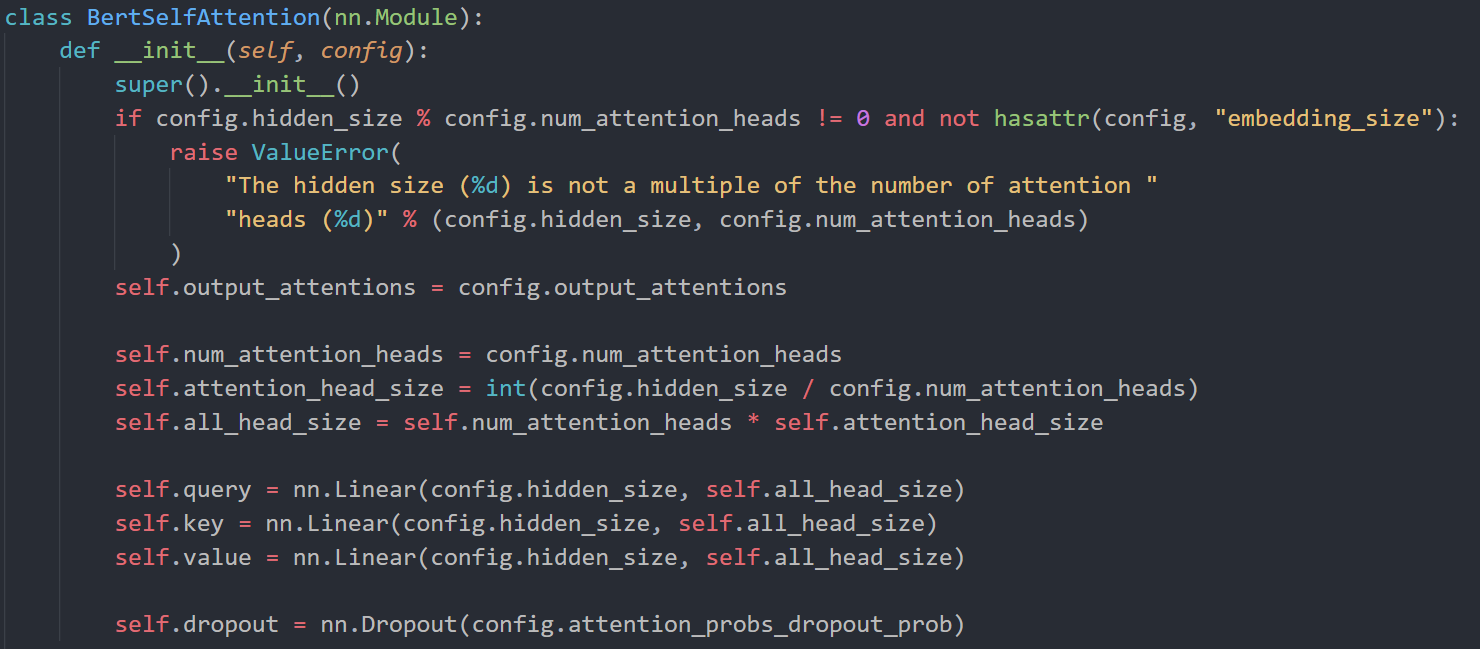 class BertSelfAttention(nn.Module):
    def __init__(self, config):
        super().__init__()
        if config.hidden_size % config.num_attention_heads != 0 and not hasattr(config, "embedding_size"):
            raise ValueError(
                "The hidden size (%d) is not a multiple of the number of attention "
                "heads (%d)" % (config.hidden_size, config.num_attention_heads)
            )
        self.output_attentions = config.output_attentions

        self.num_attention_heads = config.num_attention_heads
        self.attention_head_size = int(config.hidden_size / config.num_attention_heads)
        self.all_head_size = self.num_attention_heads * self.attention_head_size

        self.query = nn.Linear(config.hidden_size, self.all_head_size)
        self.key = nn.Linear(config.hidden_size, self.all_head_size)
        self.value = nn.Linear(config.hidden_size, self.all_head_size)

        self.dropout = nn.Dropout(config.attention_probs_dropout_prob)